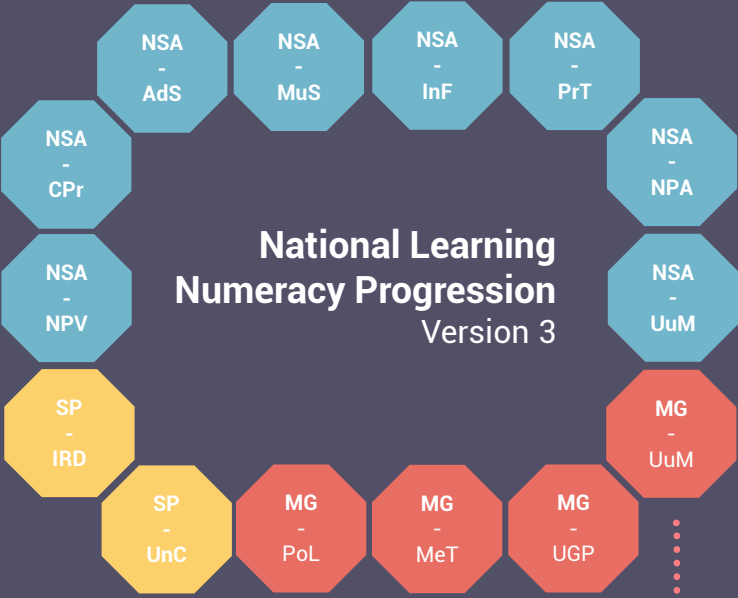 NSA
-
AdS
NSA
-
MuS
NSA
-
InF
NSA
-
PrT
NSA
-
CPr
NSA
-
NPA
National Learning
Numeracy Progression
Version 3
NSA
-
NPV
NSA
-
UuM
SP
-
IRD
MG
-
UuM
SP
-
UnC
MG
-
PoL
MG
-
MeT
MG
-
UGP